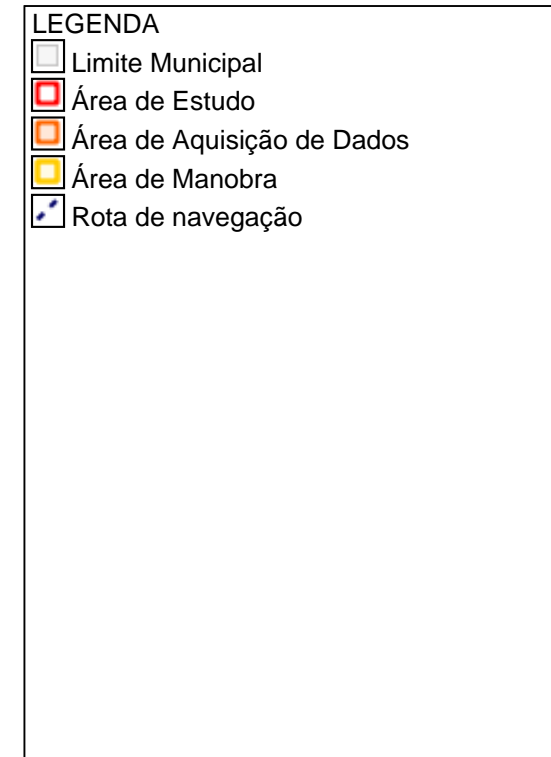 LEGENDA
Limite Municipal
Área de Estudo
Área de Aquisição de Dados
Área de Manobra
Rota de navegação